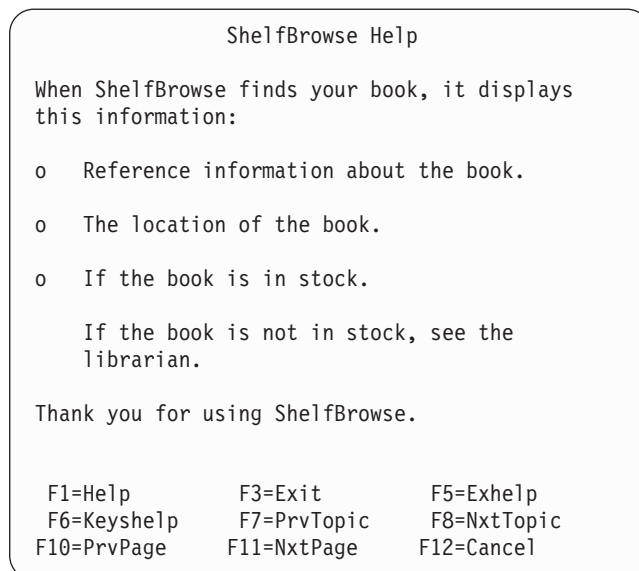 ShelfBrowse Help
When ShelfBrowse finds your book, it displays
this information:
o Reference information about the book.
o The location of the book.
o If the book is in stock.
If the book is not in stock, see the
librarian.
Thank you for using ShelfBrowse.
F1=Help F3=Exit F5=Exhelp
F6=Keyshelp F7=PrvTopic F8=NxtTopic
F10=PrvPage F11=NxtPage F12=Cancel